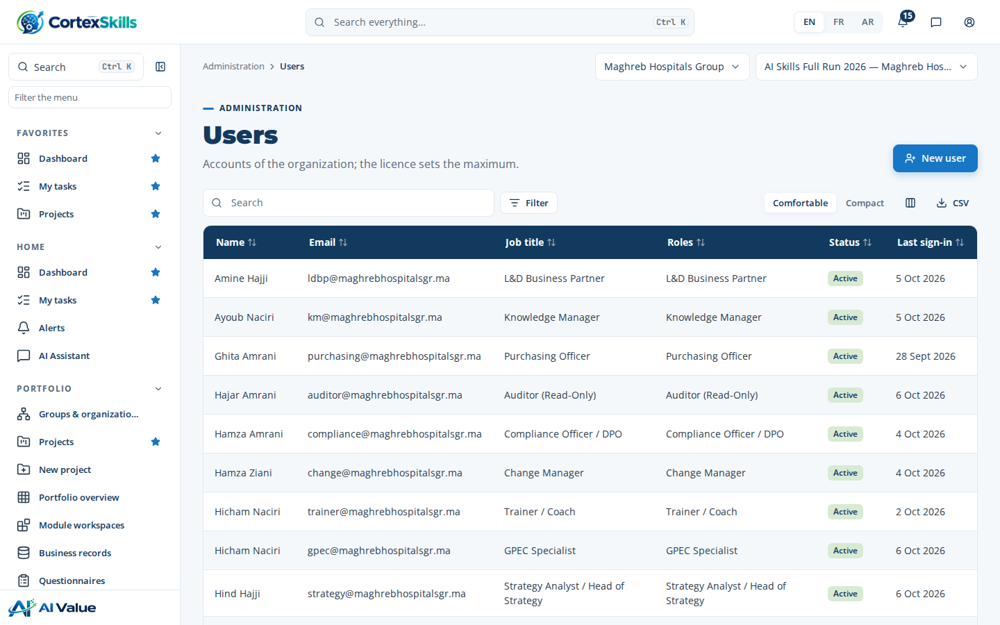 CortexSkills
Search everything...
Ctrl K
EN
FR
AR
15
Search
Ctrl K
Filter the menu
FAVORITES
Dashboard
My tasks
Projects
HOME
Dashboard
My tasks
Alerts
AI Assistant
PORTFOLIO
Groups & organizatio...
Projects
New project
Portfolio overview
Module workspaces
Business records
Questionnaires
AI AI Value
Administration > Users
Maghreb Hospitals Group
AI Skills Full Run 2026 — Maghreb Hos...
ADMINISTRATION
Users
Accounts of the organization; the licence sets the maximum.
New user
Search
Filter
Comfortable
Compact
CSV
Name Email Job title Roles Status Last sign-in
Amine Hajji ldbp@maghrebhospitalsgr.ma L&D Business Partner L&D Business Partner Active 5 Oct 2026
Ayoub Naciri km@maghrebhospitalsgr.ma Knowledge Manager Knowledge Manager Active 5 Oct 2026
Ghita Amrani purchasing@maghrebhospitalsgr.ma Purchasing Officer Purchasing Officer Active 28 Sept 2026
Hajar Amrani auditor@maghrebhospitalsgr.ma Auditor (Read-Only) Auditor (Read-Only) Active 6 Oct 2026
Hamza Amrani compliance@maghrebhospitalsgr.ma Compliance Officer / DPO Compliance Officer / DPO Active 4 Oct 2026
Hamza Ziani change@maghrebhospitalsgr.ma Change Manager Change Manager Active 4 Oct 2026
Hicham Naciri trainer@maghrebhospitalsgr.ma Trainer / Coach Trainer / Coach Active 2 Oct 2026
Hicham Naciri gpec@maghrebhospitalsgr.ma GPEC Specialist GPEC Specialist Active 6 Oct 2026
Hind Hajji strategy@maghrebhospitalsgr.ma Strategy Analyst / Head of Strategy Strategy Analyst / Head of Strategy Active 6 Oct 2026